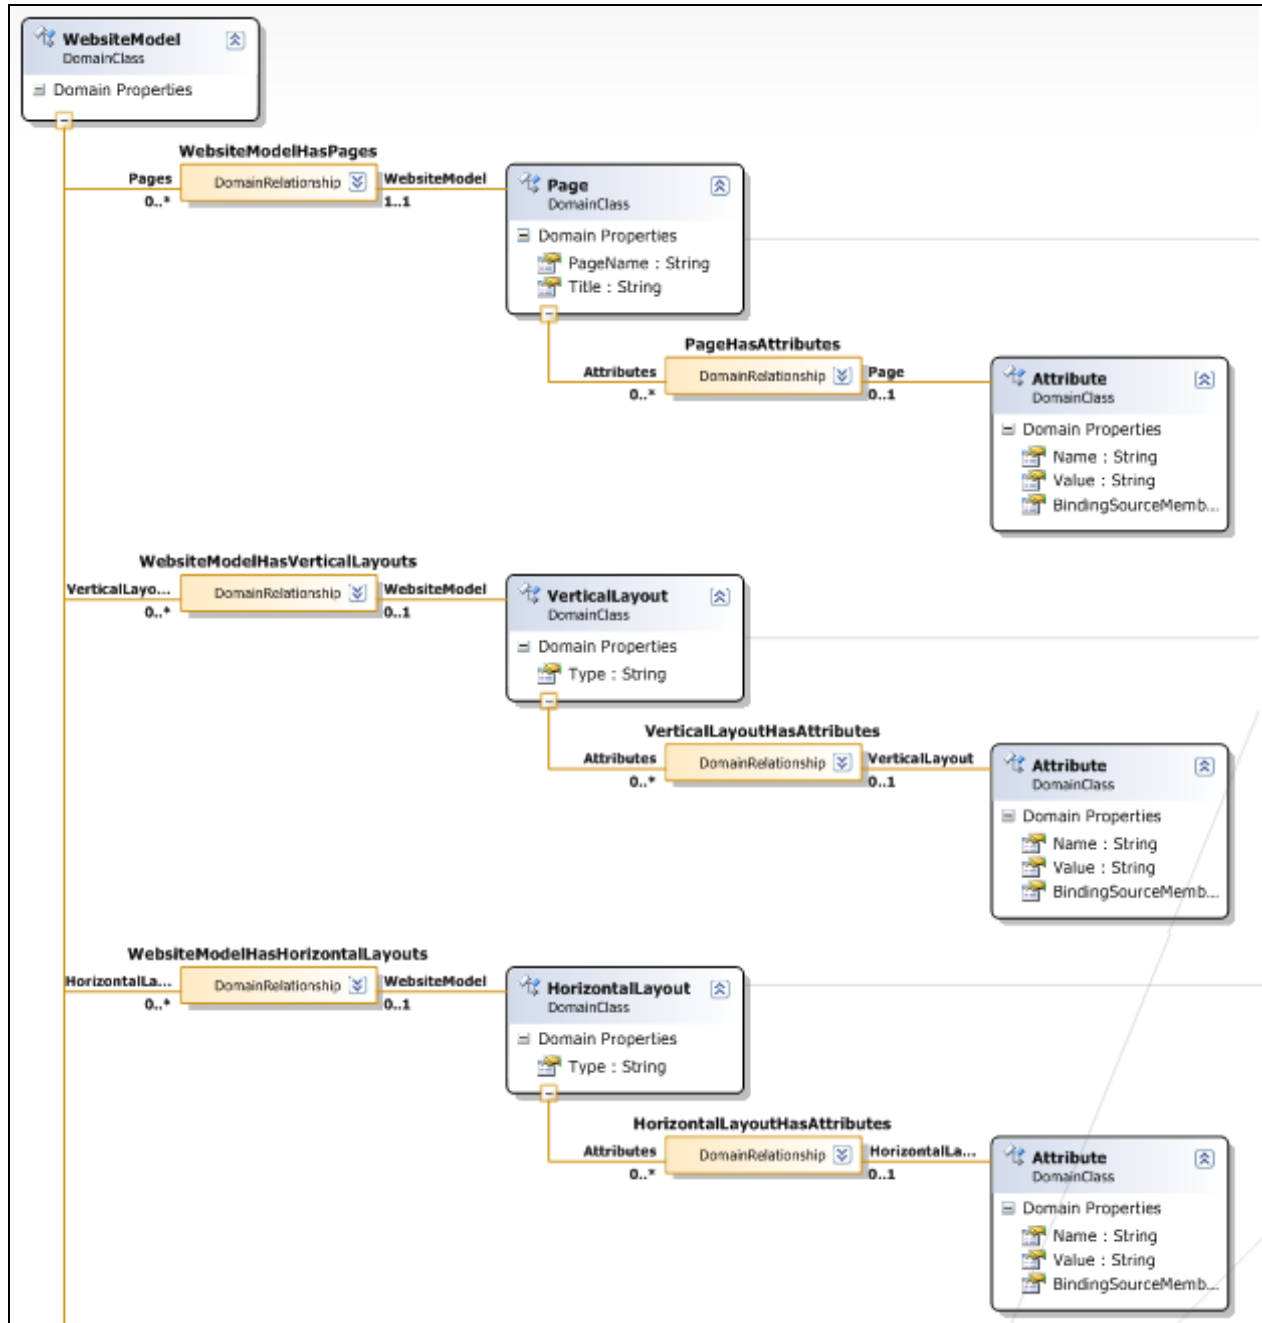 WebsiteModel
DomainClass
Domain Properties
WebsiteModelHasPages
Pages
DomainRelationship
WebsiteModel
0..*
1..1
Page
DomainClass
Domain Properties
PageName : String
Title : String
PageHasAttributes
Attributes
DomainRelationship
Page
0..*
0..1
Attribute
DomainClass
Domain Properties
Name : String
Value : String
BindingSourceMemb...
WebsiteModelHasVerticalLayouts
VerticalLayo...
DomainRelationship
WebsiteModel
0..*
0..1
VerticalLayout
DomainClass
Domain Properties
Type : String
VerticalLayoutHasAttributes
Attributes
DomainRelationship
VerticalLayout
0..*
0..1
Attribute
DomainClass
Domain Properties
Name : String
Value : String
BindingSourceMemb...
WebsiteModelHasHorizontalLayouts
HorizontalLa...
DomainRelationship
WebsiteModel
0..*
0..1
HorizontalLayout
DomainClass
Domain Properties
Type : String
HorizontalLayoutHasAttributes
Attributes
DomainRelationship
HorizontalLa...
0..*
0..1
Attribute
DomainClass
Domain Properties
Name : String
Value : String
BindingSourceMemb...